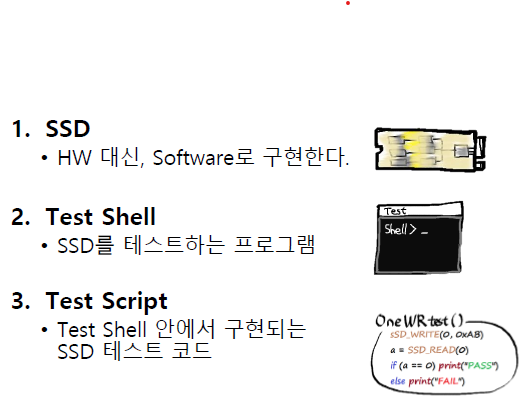 1. SSD
• HW 대신, Software로 구현한다.
2. Test Shell
• SSD를 테스트하는 프로그램
Test
Shell > _
3. Test Script
• Test Shell 안에서 구현되는
SSD 테스트 코드
OneWRtest()
SSD_WRITE(0, 0xAB)
a = SSD_READ(0)
if (a == 0) print("PASS")
else print("FAIL")